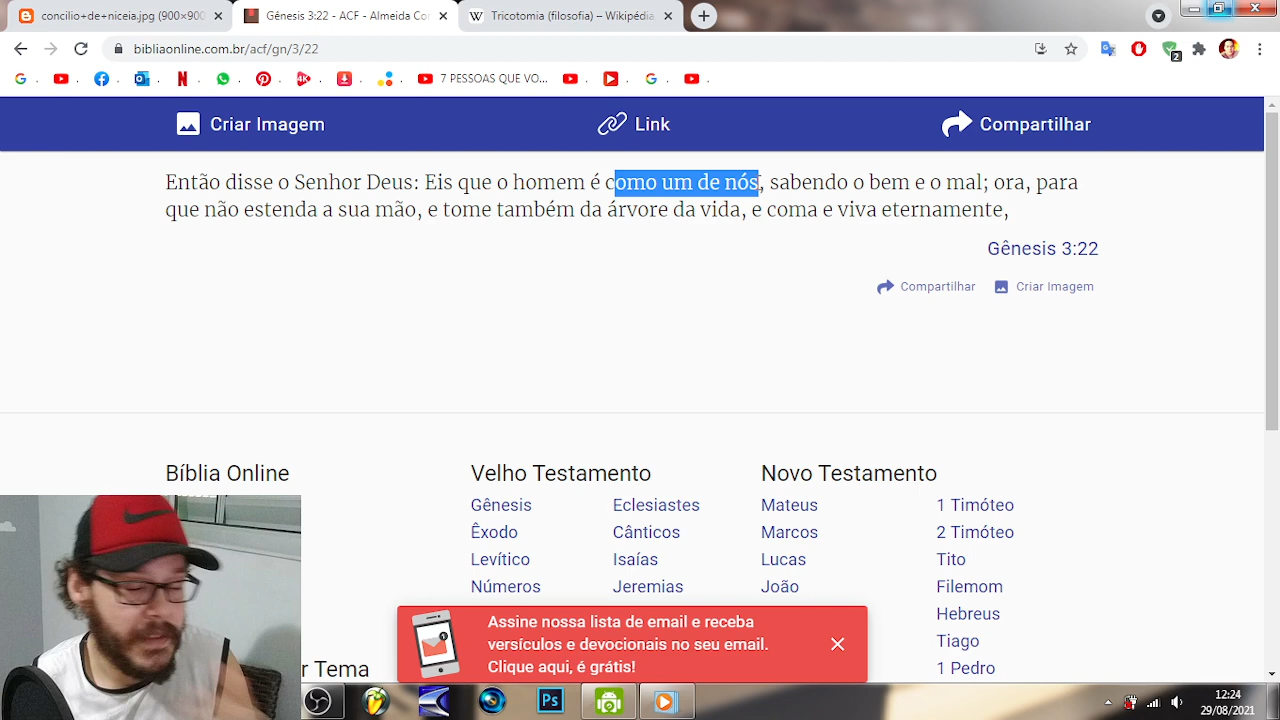 concilio+de+niceia.jpg (900×900
Gênesis 3:22 - ACF - Almeida Cor
Tricotomia (filosofia) – Wikipédia,
bibliaonline.com.br/acf/gn/3/22
2
7 PESSOAS QUE VO...
Criar Imagem
Link
Compartilhar
Então disse o Senhor Deus: Eis que o homem é como um de nós, sabendo o bem e o mal; ora, para
que não estenda a sua mão, e tome também da árvore da vida, e coma e viva eternamente,
Gênesis 3:22
Compartilhar
Criar Imagem
Bíblia Online
Velho Testamento
Novo Testamento
Gênesis
Eclesiastes
Mateus
1 Timóteo
Êxodo
Cânticos
Marcos
2 Timóteo
Levítico
Isaías
Lucas
Tito
Números
Jeremias
João
Filemom
Hebreus
Tiago
1 Pedro
Assine nossa lista de email e receba
versículos e devocionais no seu email.
Clique aqui, é grátis!
r Tema
Ps
12:24
29/08/2021